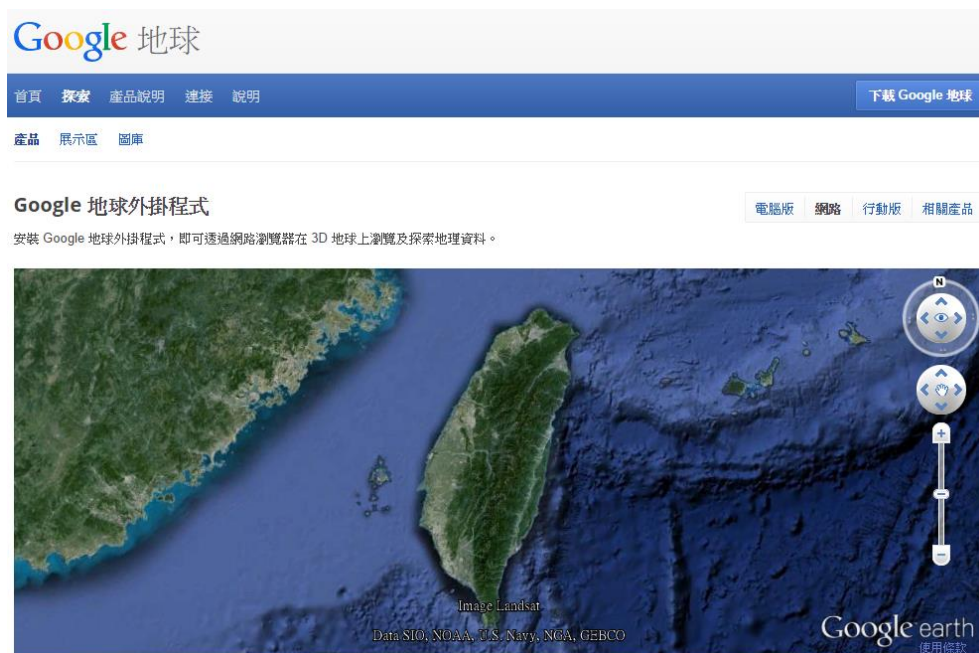 Google 地球
首頁 探索 產品說明 連接 說明 下載 Google 地球
產品 展示區 圖庫
Google 地球外掛程式 電腦版 網路 行動版 相關產品
安裝 Google 地球外掛程式，即可透過網路瀏覽器在 3D 地球上瀏覽及探索地理資料。
N
Image Landsat
Data SIO, NOAA, U.S. Navy, NGA, GEBCO
Google earth
使用條款